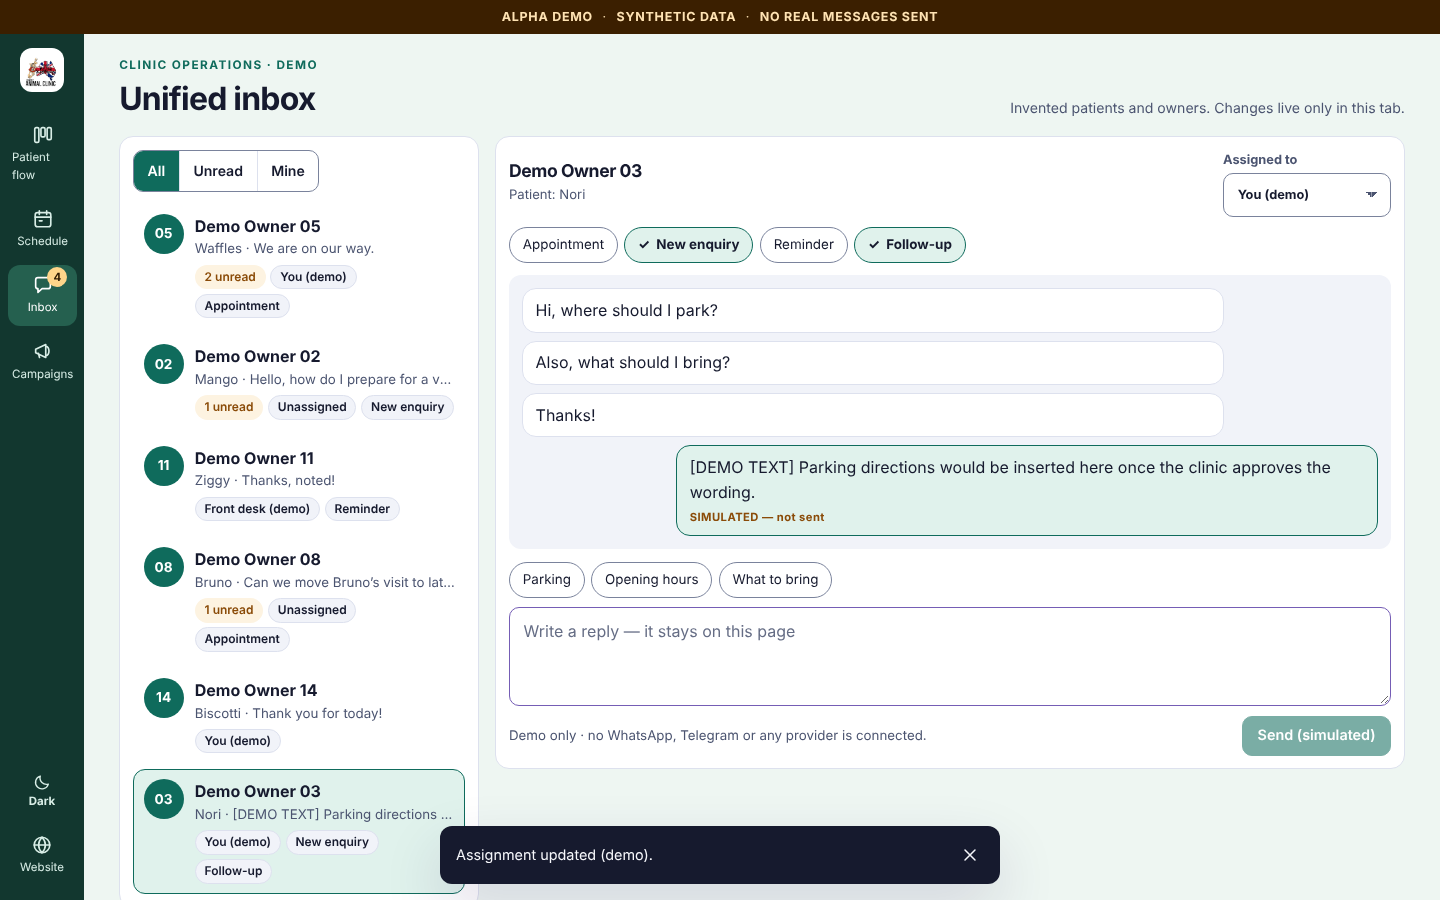 ALPHA DEMO · SYNTHETIC DATA · NO REAL MESSAGES SENT
ANIMAL CLINIC
Patient
flow
Schedule
4
Inbox
Campaigns
Dark
Website
CLINIC OPERATIONS · DEMO
Unified inbox
Invented patients and owners. Changes live only in this tab.
All
Unread
Mine
05
Demo Owner 05
Waffles · We are on our way.
2 unread
You (demo)
Appointment
02
Demo Owner 02
Mango · Hello, how do I prepare for a v...
1 unread
Unassigned
New enquiry
11
Demo Owner 11
Ziggy · Thanks, noted!
Front desk (demo)
Reminder
08
Demo Owner 08
Bruno · Can we move Bruno’s visit to lat...
1 unread
Unassigned
Appointment
14
Demo Owner 14
Biscotti · Thank you for today!
You (demo)
03
Demo Owner 03
Nori · [DEMO TEXT] Parking directions ...
You (demo)
New enquiry
Follow-up
Demo Owner 03
Patient: Nori
Assigned to
You (demo)
Appointment
✓ New enquiry
Reminder
✓ Follow-up
Hi, where should I park?
Also, what should I bring?
Thanks!
[DEMO TEXT] Parking directions would be inserted here once the clinic approves the
wording.
SIMULATED — not sent
Parking
Opening hours
What to bring
Write a reply — it stays on this page
Demo only · no WhatsApp, Telegram or any provider is connected.
Send (simulated)
Assignment updated (demo).